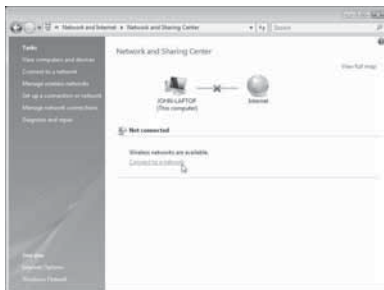 Network and Internet ▸ Network and Sharing Center
Search
Tasks
View computers and devices
Connect to a network
Manage wireless networks
Set up a connection or network
Manage network connections
Diagnose and repair
Network and Sharing Center
View full map
JOHN-LAPTOP
(This computer)
Internet
Not connected
Wireless networks are available.
Connect to a network
See also
Internet Options
Windows Firewall